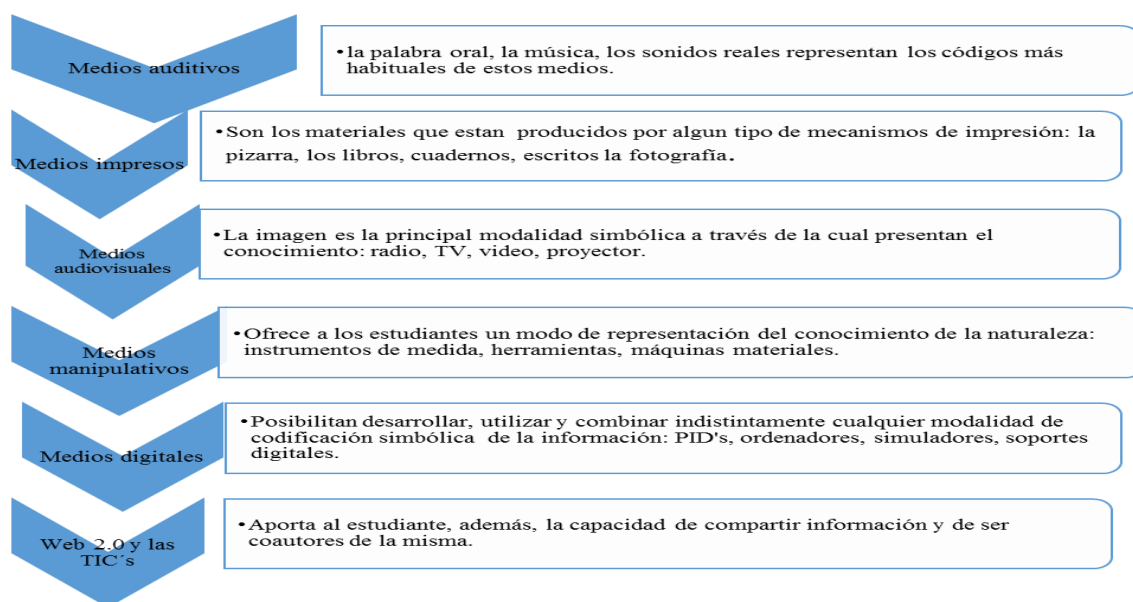 Medios auditivos
•la palabra oral, la música, los sonidos reales representan los códigos más
habituales de estos medios.
Medios impresos
•Son los materiales que estan producidos por algun tipo de mecanismos de impresión: la
pizarra, los libros, cuadernos, escritos la fotografía.
Medios
audiovisuales
•La imagen es la principal modalidad simbólica a través de la cual presentan el
conocimiento: radio, TV, video, proyector.
Medios
manipulativos
•Ofrece a los estudiantes un modo de representación del conocimiento de la naturaleza:
instrumentos de medida, herramientas, máquinas materiales.
Medios digitales
•Posibilitan desarrollar, utilizar y combinar indistintamente cualquier modalidad de
codificación simbólica de la información: PID's, ordenadores, simuladores, soportes
digitales.
Web 2.0 y las
TIC´s
•Aporta al estudiante, además, la capacidad de compartir información y de ser
coautores de la misma.